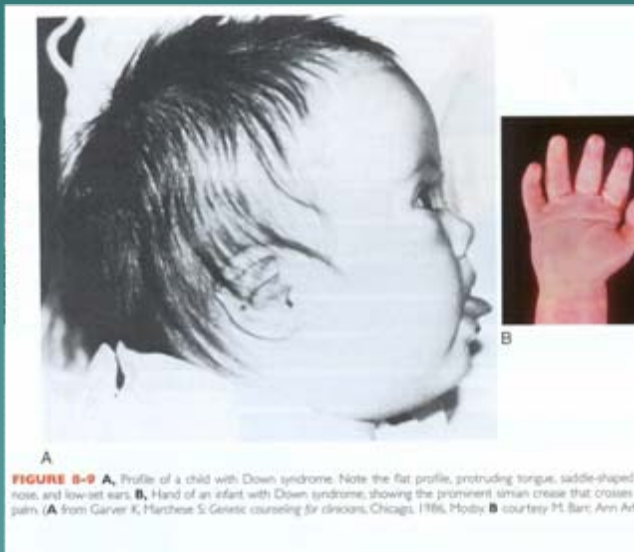 A
B
FIGURE 8-9 A, Profile of a child with Down syndrome. Note the flat profile, protruding tongue, saddle-shaped
nose, and low-set ears. B, Hand of an infant with Down syndrome, showing the prominent simian crease that crosses
palm. (A from Garver K, Marchese S: Genetic counseling for clinicians, Chicago, 1986, Mosby. B courtesy M. Barr, Ann